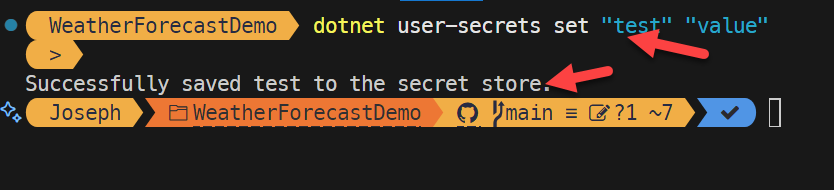 WeatherForecastDemo dotnet user-secrets set "test" "value"
>
Successfully saved test to the secret store.
Joseph WeatherForecastDemo main ≡ ?1 ~7